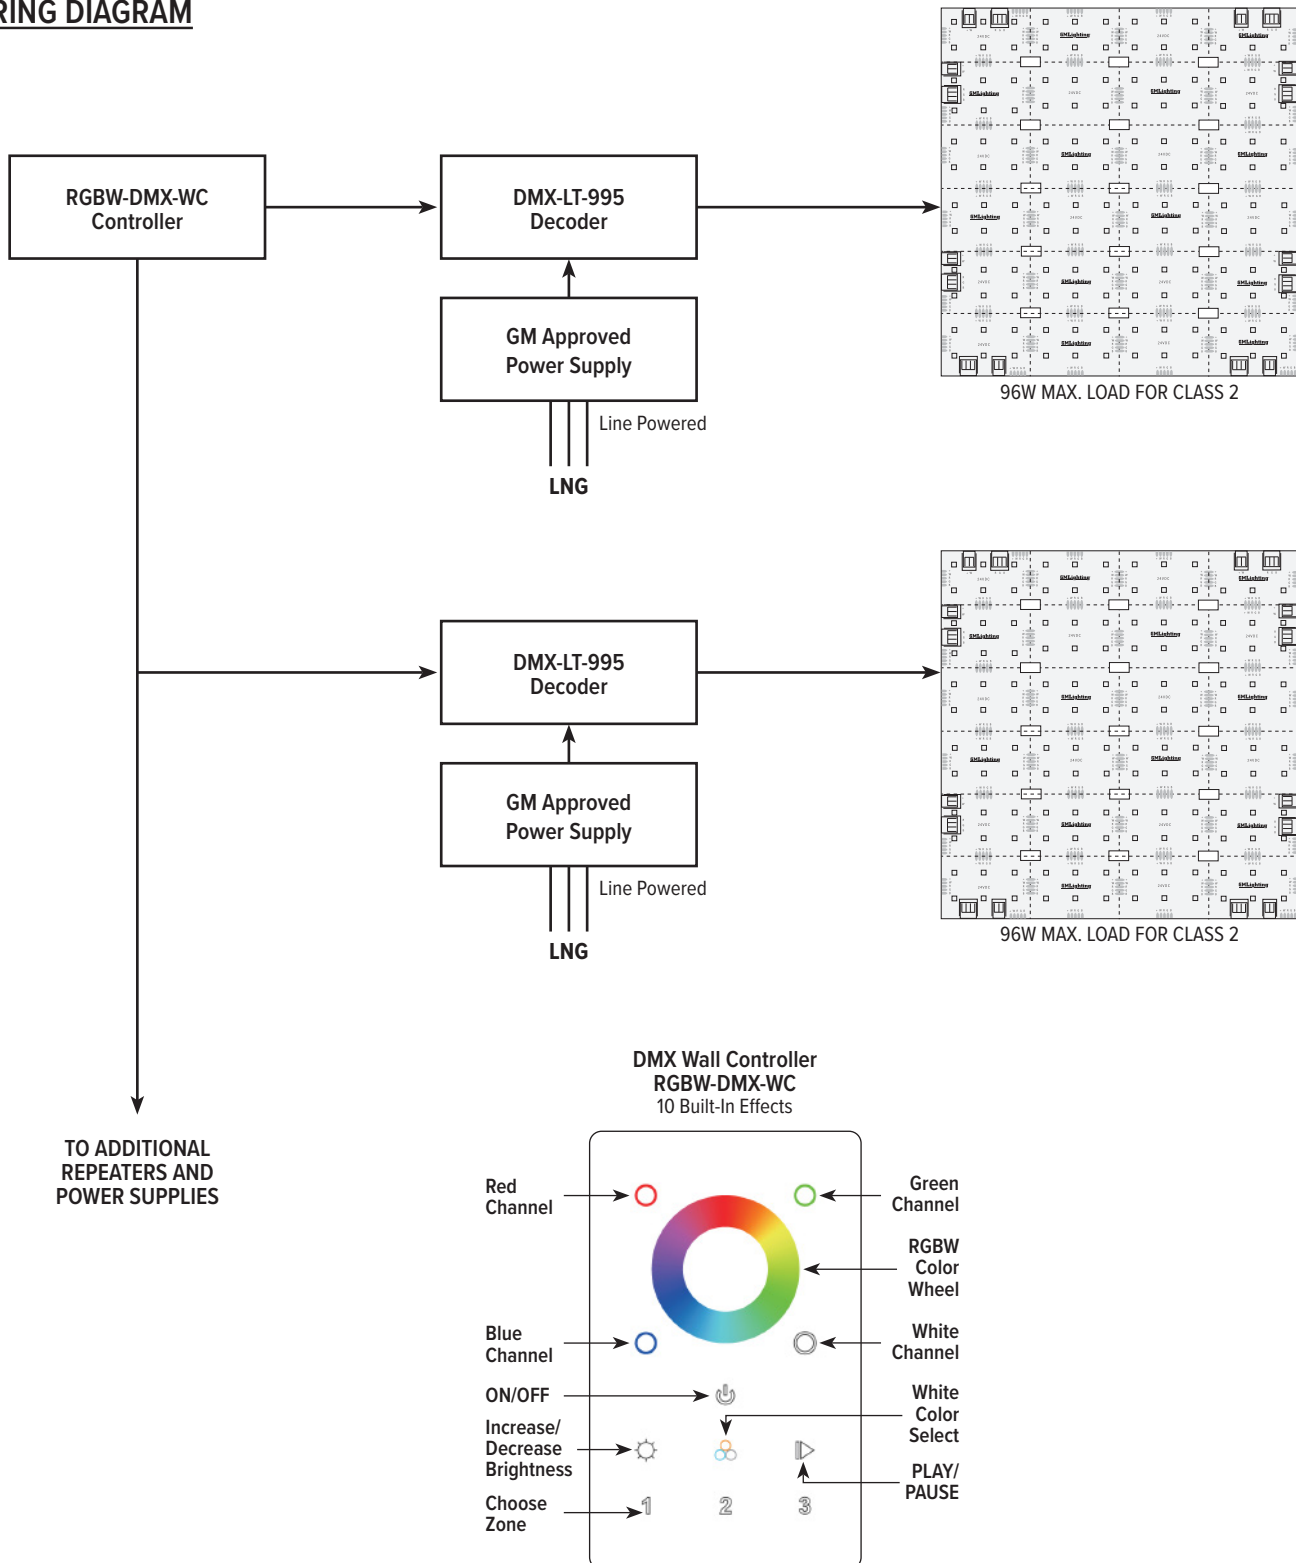 RING DIAGRAM
RGBW-DMX-WC
Controller
DMX-LT-995
Decoder
GM Approved
Power Supply
Line Powered
LNG
96W MAX. LOAD FOR CLASS 2
DMX-LT-995
Decoder
GM Approved
Power Supply
Line Powered
LNG
96W MAX. LOAD FOR CLASS 2
TO ADDITIONAL
REPEATERS AND
POWER SUPPLIES
DMX Wall Controller
RGBW-DMX-WC
10 Built-In Effects
Red
Channel
Green
Channel
RGBW
Color
Wheel
Blue
Channel
White
Channel
ON/OFF
White
Color
Select
Increase/
Decrease
Brightness
PLAY/
PAUSE
Choose
Zone
1 2 3